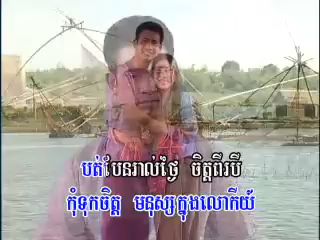 បត់បែនរាល់ថ្ងៃ ចិត្តពីរបី
កុំទុកចិត្ត មនុស្សក្នុងលោកីយ៍